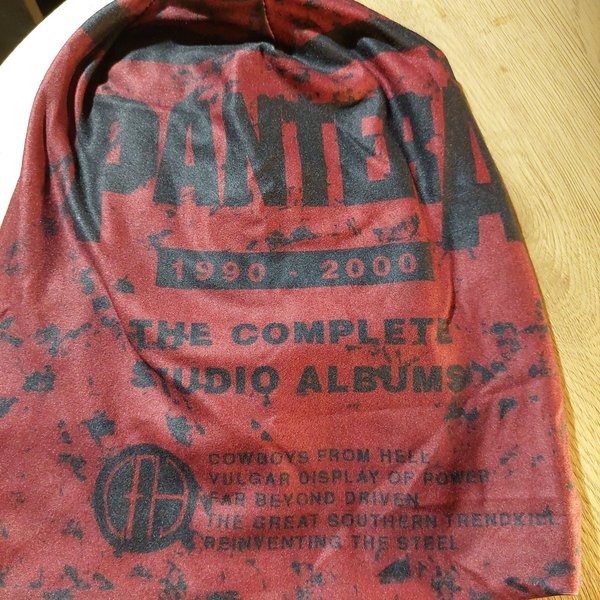 PANTERA
1990 - 2000
THE COMPLETE
STUDIO ALBUMS
COWBOYS FROM HELL
VULGAR DISPLAY OF POWER
FAR BEYOND DRIVEN
THE GREAT SOUTHERN TRENDKILL
REINVENTING THE STEEL